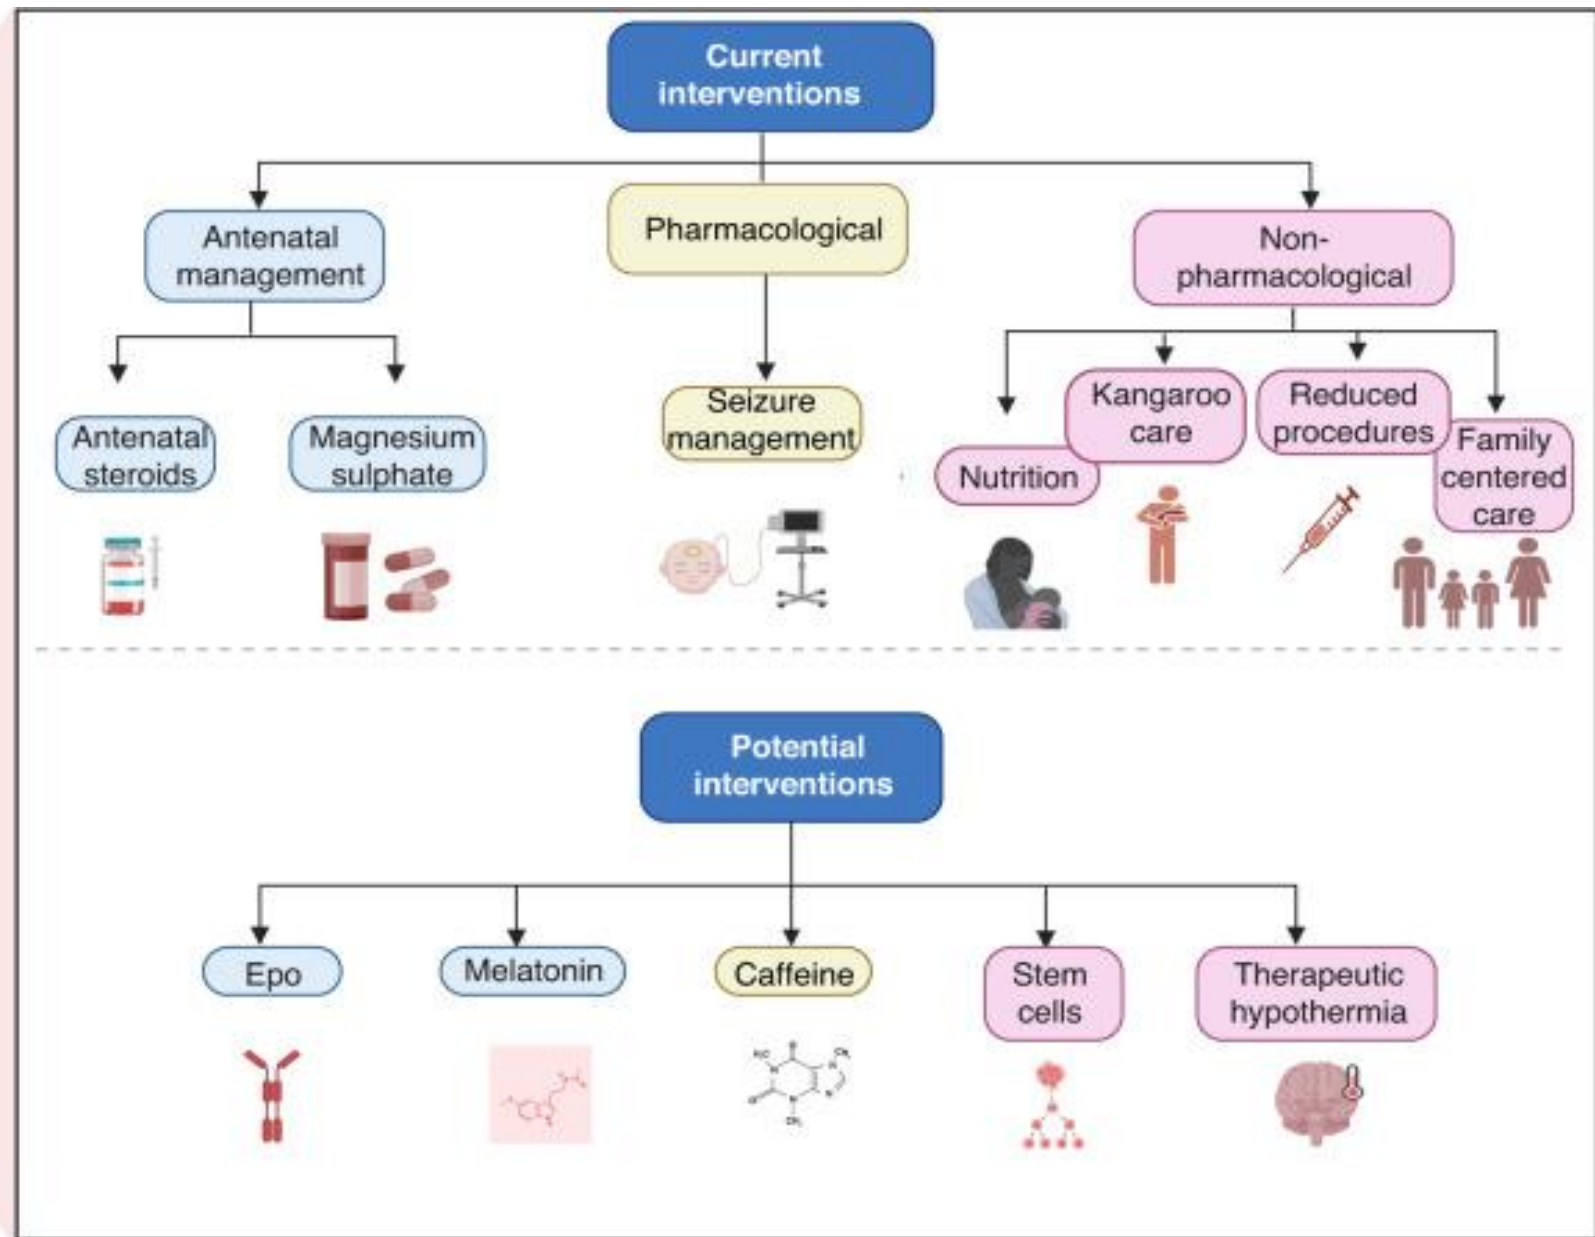 Current
interventions
Antenatal
management
Pharmacological
Non-
pharmacological
Antenatal
steroids
Magnesium
sulphate
Seizure
management
Nutrition
Kangaroo
care
Reduced
procedures
Family
centered
care
Potential
interventions
Epo
Melatonin
Caffeine
Stem
cells
Therapeutic
hypothermia